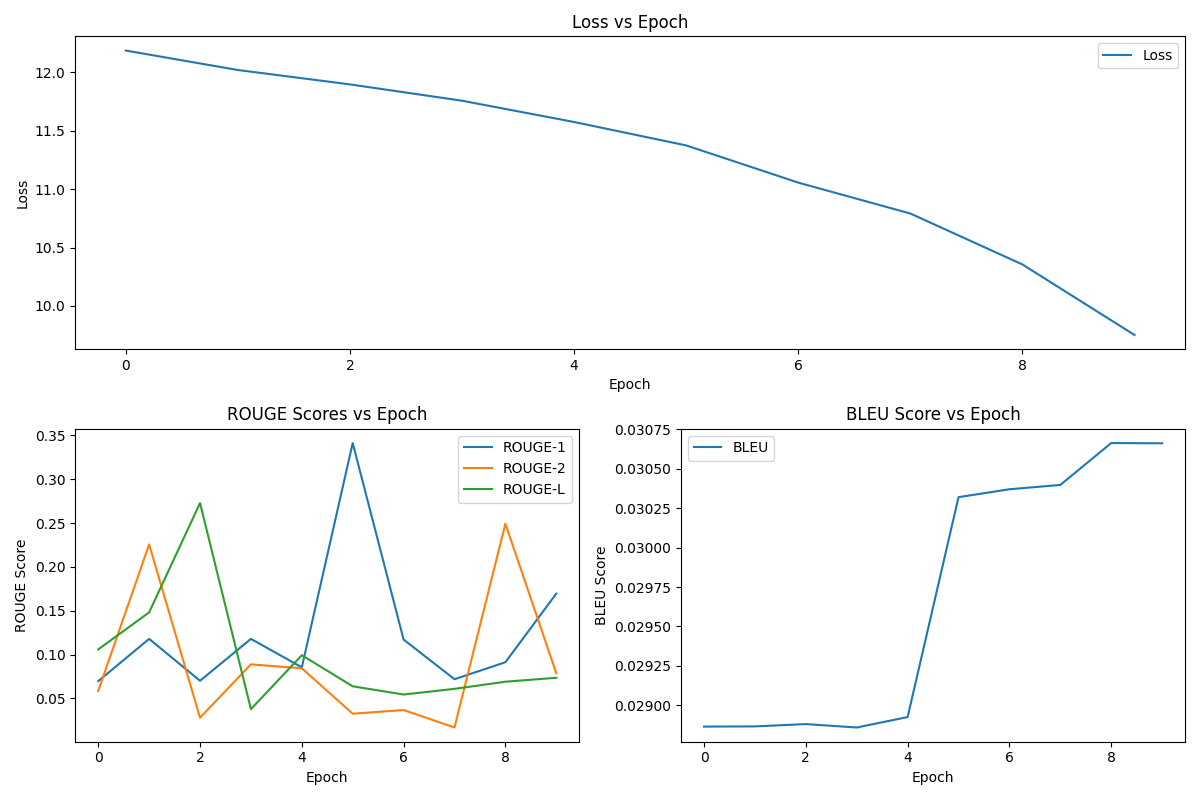 Loss vs Epoch
Loss
12.0
11.5
11.0
10.5
10.0
Loss
0 2 4 6 8
Epoch
ROUGE Scores vs Epoch
ROUGE-1
ROUGE-2
ROUGE-L
0.35
0.30
0.25
0.20
0.15
0.10
0.05
ROUGE Score
0 2 4 6 8
Epoch
BLEU Score vs Epoch
BLEU
0.03075
0.03050
0.03025
0.03000
0.02975
0.02950
0.02925
0.02900
BLEU Score
0 2 4 6 8
Epoch